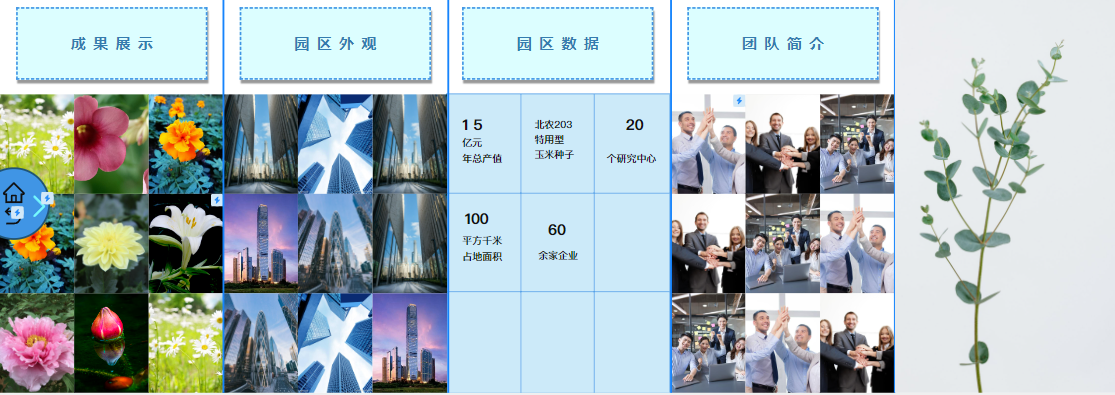 成果展示
园区外观
园区数据
团队简介
15
亿元
年总产值
北农203
特用型
玉米种子
20
个研究中心
100
平方千米
占地面积
60
余家企业